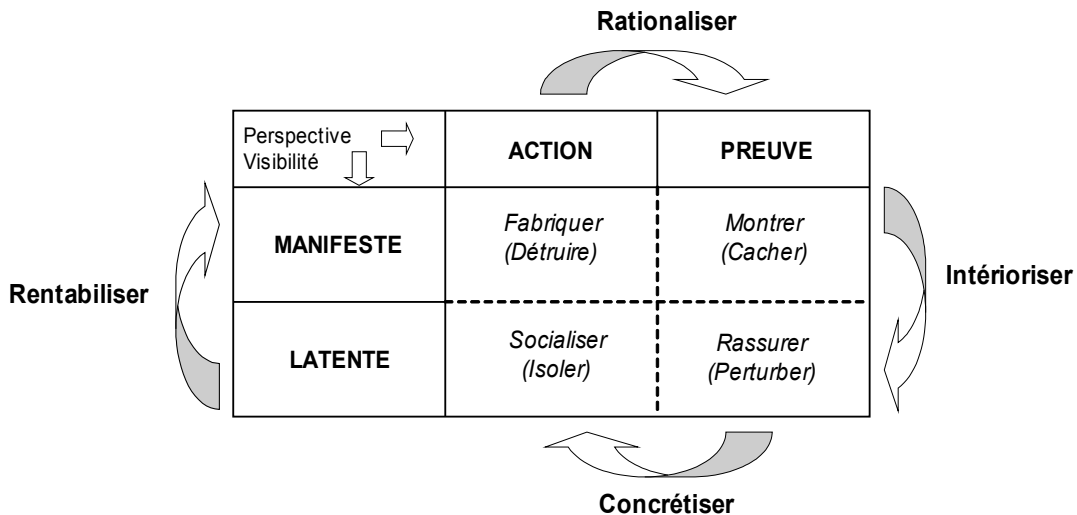 Rationaliser
Perspective
Visibilité
ACTION
PREUVE
MANIFESTE
Fabriquer
(Détruire)
Montrer
(Cacher)
Rentabiliser
Intérioriser
LATENTE
Socialiser
(Isoler)
Rassurer
(Perturber)
Concrétiser